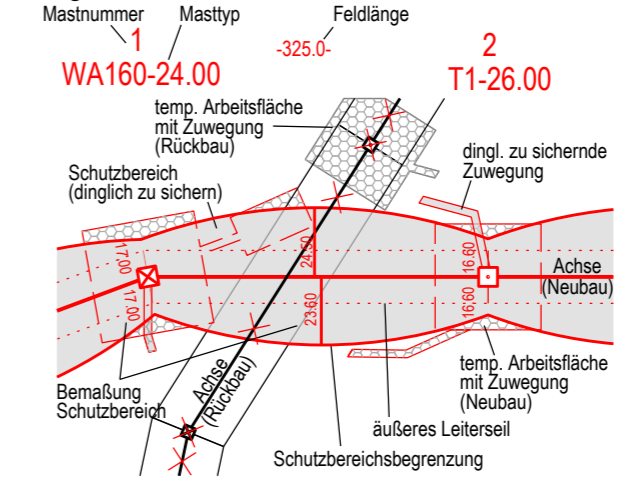 Mastnummer Masttyp Feldlänge
1 -325.0- 2
WA160-24.00 T1-26.00
temp. Arbeitsfläche
mit Zuwegung
(Rückbau)
dingl. zu sichernde
Zuwegung
Schutzbereich
(dinglich zu sichern)
17.00
17.00
24.50
23.60
16.60
16.60
Achse
(Neubau)
Achse
(Rückbau)
Bemaßung
Schutzbereich
temp. Arbeitsfläche
mit Zuwegung
(Neubau)
äußeres Leiterseil
Schutzbereichsbegrenzung